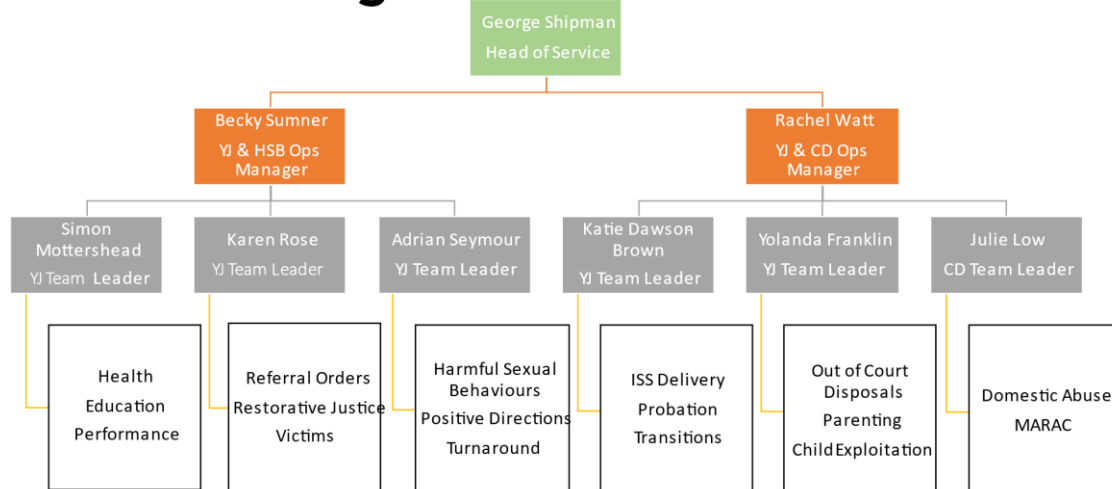 George Shipman
Head of Service
Becky Sumner
YJ & HSB Ops
Manager
Rachel Watt
YJ & CD Ops
Manager
Simon
Mottershead
YJ Team Leader
Karen Rose
YJ Team Leader
Adrian Seymour
YJ Team Leader
Katie Dawson-
Brown
YJ Team Leader
Yolanda Franklin
YJ Team Leader
Julie Low
CD Team Leader
Health
Education
Performance
Referral Orders
Restorative Justice
Victims
Harmful Sexual
Behaviours
Positive Directions
Turnaround
ISS Delivery
Probation
Transitions
Out of Court
Disposals
Parenting
Child Exploitation
Domestic Abuse
MARAC